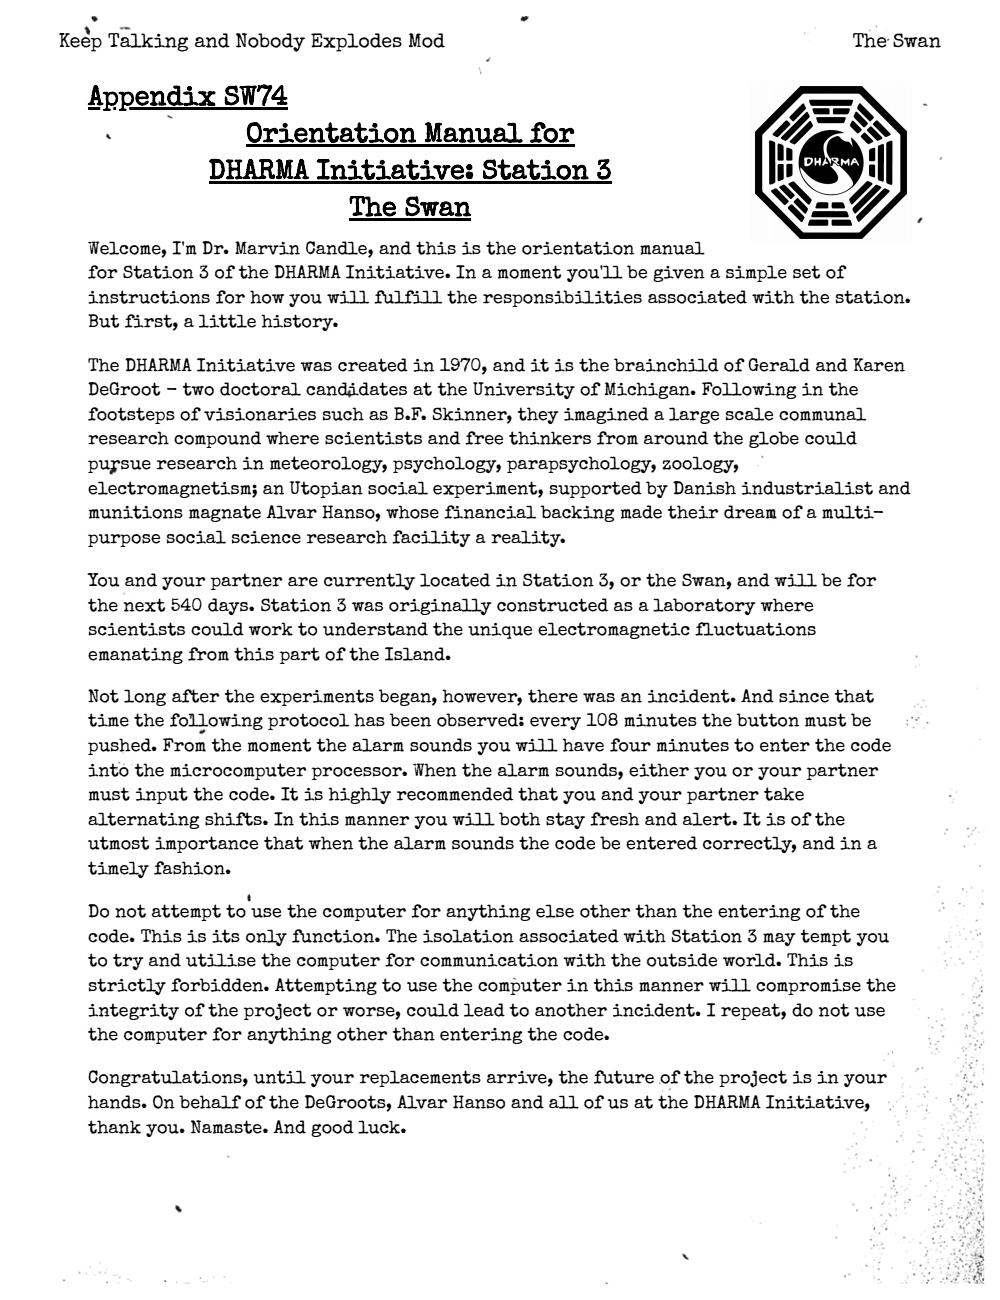 Keep Talking and Nobody Explodes Mod
The Swan
Appendix SW74
Orientation Manual for
DHARMA Initiative: Station 3
The Swan
DHARMA
Welcome, I'm Dr. Marvin Candle, and this is the orientation manual
for Station 3 of the DHARMA Initiative. In a moment you'll be given a simple set of
instructions for how you will fulfill the responsibilities associated with the station.
But first, a little history.
The DHARMA Initiative was created in 1970, and it is the brainchild of Gerald and Karen
DeGroot – two doctoral candidates at the University of Michigan. Following in the
footsteps of visionaries such as B.F. Skinner, they imagined a large scale communal
research compound where scientists and free thinkers from around the globe could
pursue research in meteorology, psychology, parapsychology, zoology,
electromagnetism; an Utopian social experiment, supported by Danish industrialist and
munitions magnate Alvar Hanso, whose financial backing made their dream of a multi-
purpose social science research facility a reality.
You and your partner are currently located in Station 3, or the Swan, and will be for
the next 540 days. Station 3 was originally constructed as a laboratory where
scientists could work to understand the unique electromagnetic fluctuations
emanating from this part of the Island.
Not long after the experiments began, however, there was an incident. And since that
time the following protocol has been observed: every 108 minutes the button must be
pushed. From the moment the alarm sounds you will have four minutes to enter the code
into the microcomputer processor. When the alarm sounds, either you or your partner
must input the code. It is highly recommended that you and your partner take
alternating shifts. In this manner you will both stay fresh and alert. It is of the
utmost importance that when the alarm sounds the code be entered correctly, and in a
timely fashion.
Do not attempt to use the computer for anything else other than the entering of the
code. This is its only function. The isolation associated with Station 3 may tempt you
to try and utilise the computer for communication with the outside world. This is
strictly forbidden. Attempting to use the computer in this manner will compromise the
integrity of the project or worse, could lead to another incident. I repeat, do not use
the computer for anything other than entering the code.
Congratulations, until your replacements arrive, the future of the project is in your
hands. On behalf of the DeGroots, Alvar Hanso and all of us at the DHARMA Initiative,
thank you. Namaste. And good luck.